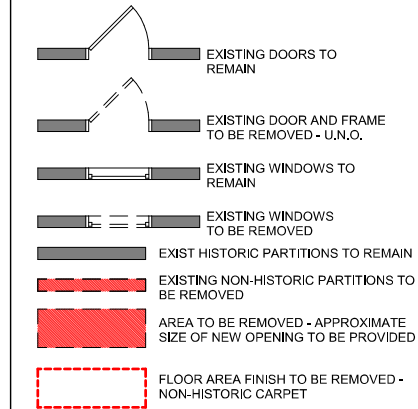 EXISTING DOORS TO
REMAIN
EXISTING DOOR AND FRAME
TO BE REMOVED - U.N.O.
EXISTING WINDOWS TO
REMAIN
EXISTING WINDOWS
TO BE REMOVED
EXIST HISTORIC PARTITIONS TO REMAIN
EXISTING NON-HISTORIC PARTITIONS TO
BE REMOVED
AREA TO BE REMOVED - APPROXIMATE
SIZE OF NEW OPENING TO BE PROVIDED
FLOOR AREA FINISH TO BE REMOVED -
NON-HISTORIC CARPET